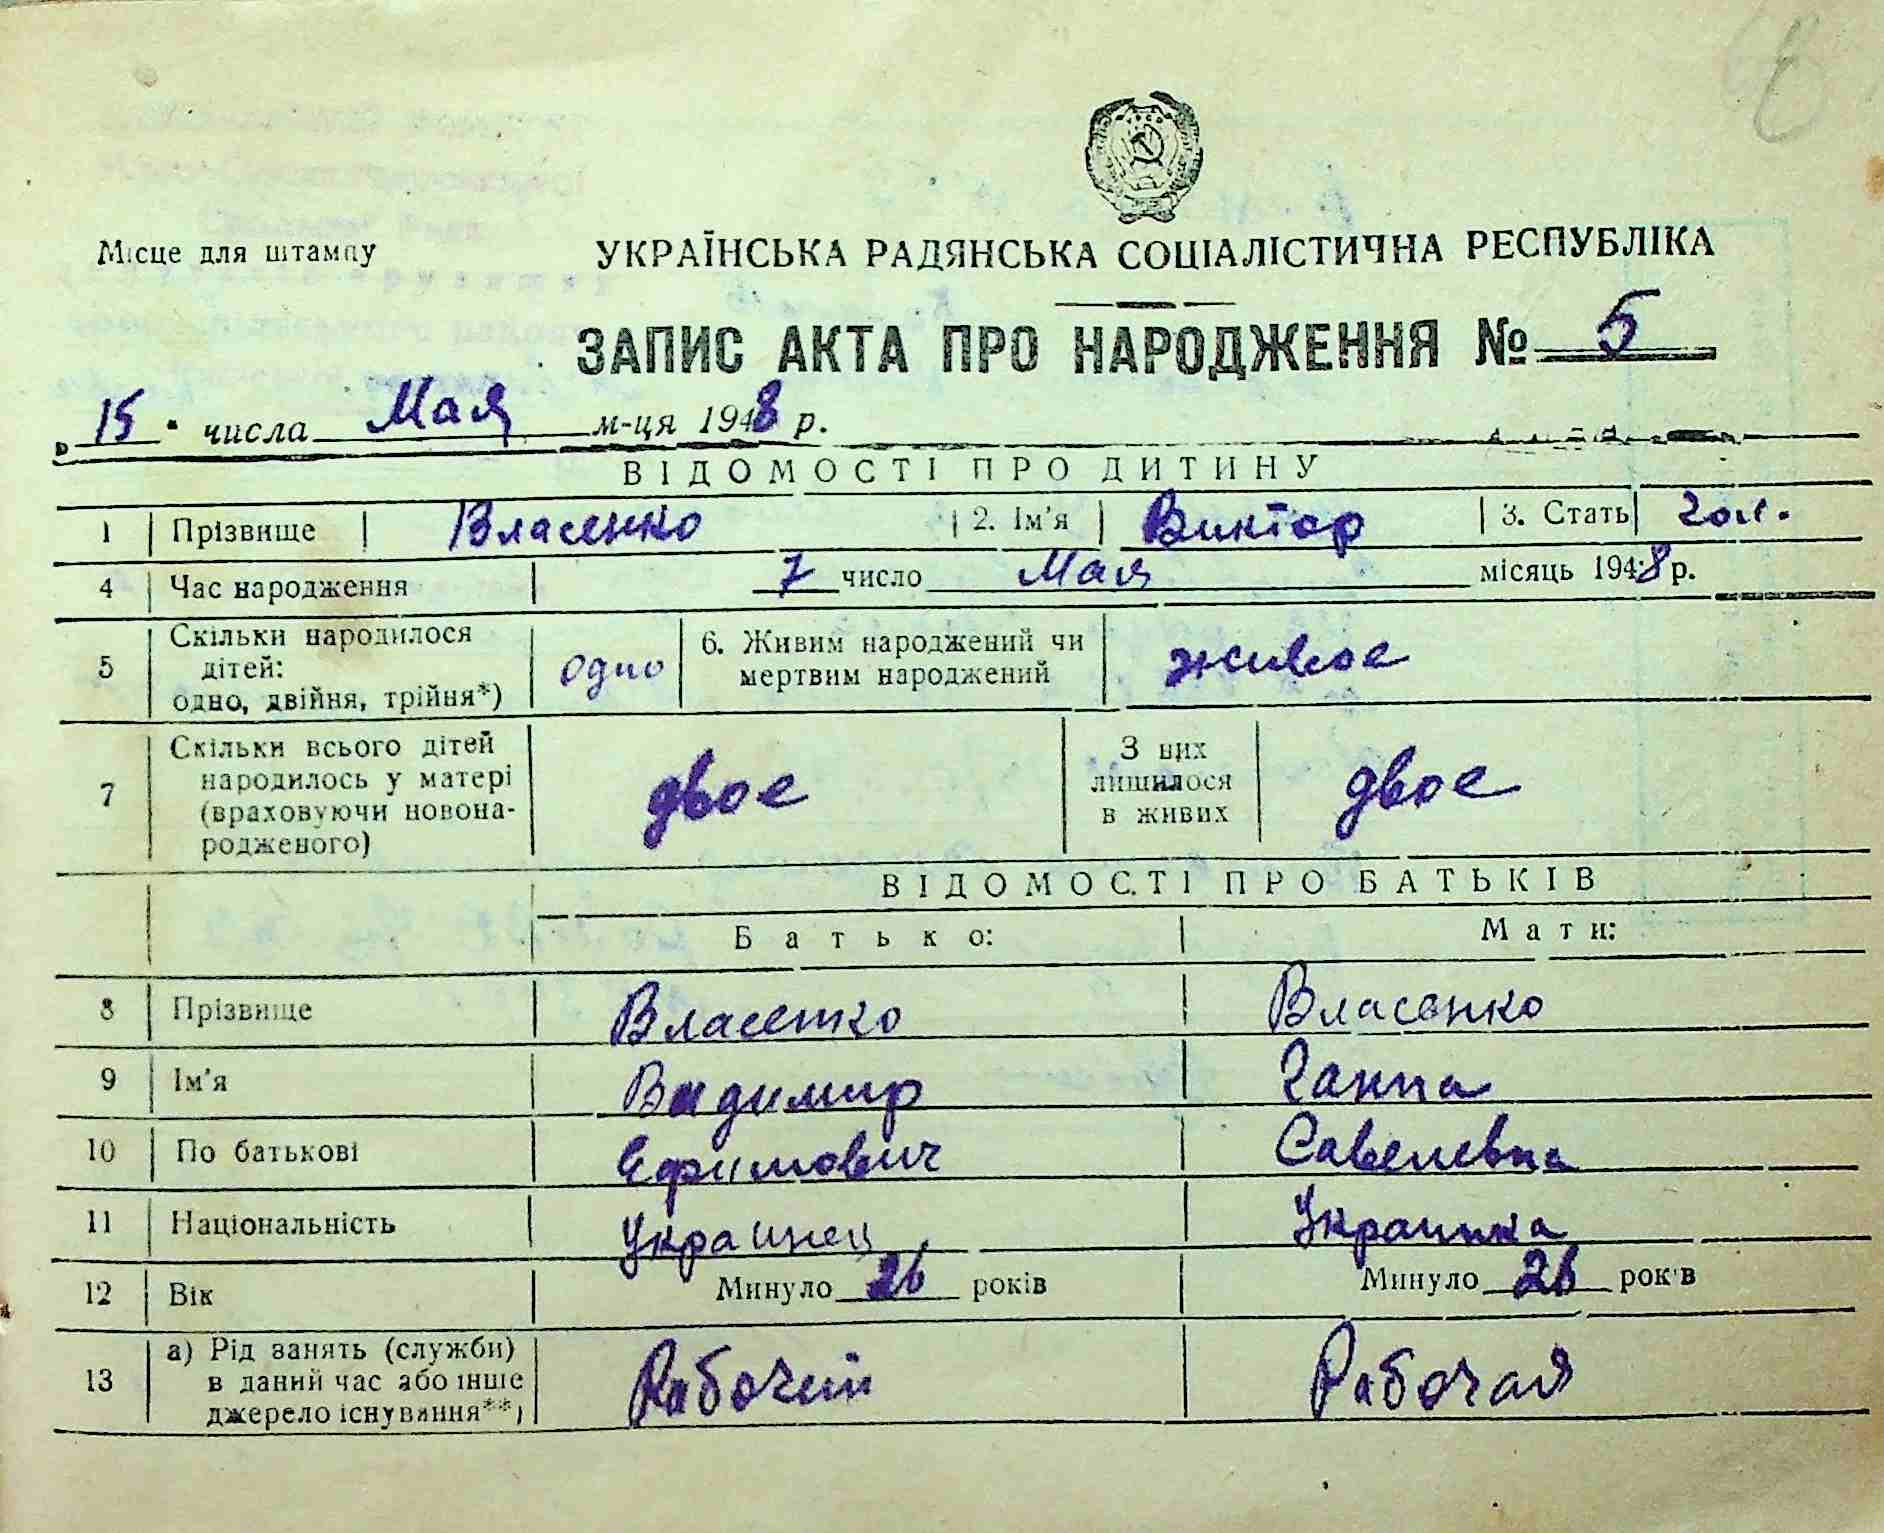 Місце для штампу
УКРАЇНСЬКА РАДЯНСЬКА СОЦІАЛІСТИЧНА РЕСПУБЛІКА
ЗАПИС АКТА ПРО НАРОДЖЕННЯ № 5
„15" числа Мая м-ця 1948 р.
ВІДОМОСТІ ПРО ДИТИНУ
1 Прізвище Власенко 2. Ім'я Виктор 3. Стать чол.
4 Час народження 7 число Мая місяць 1948 р.
5 Скільки народилося дітей: одно, двійня, трійня*) одно 6. Живим народжений чи мертвим народжений живое
7 Скільки всього дітей народилось у матері (враховуючи новонародженого) двое З них лишилося в живих двое
ВІДОМОСТІ ПРО БАТЬКІВ
Батько: Мати:
8 Прізвище Власенко Власенко
9 Ім'я Владимир Ганна
10 По батькові Ефимович Савелевна
11 Національність Украинец Украинка
12 Вік Минуло 26 років Минуло 26 років
13 а) Рід занять (служби) в даний час або інше джерело існування**) Рабочий Рабочая